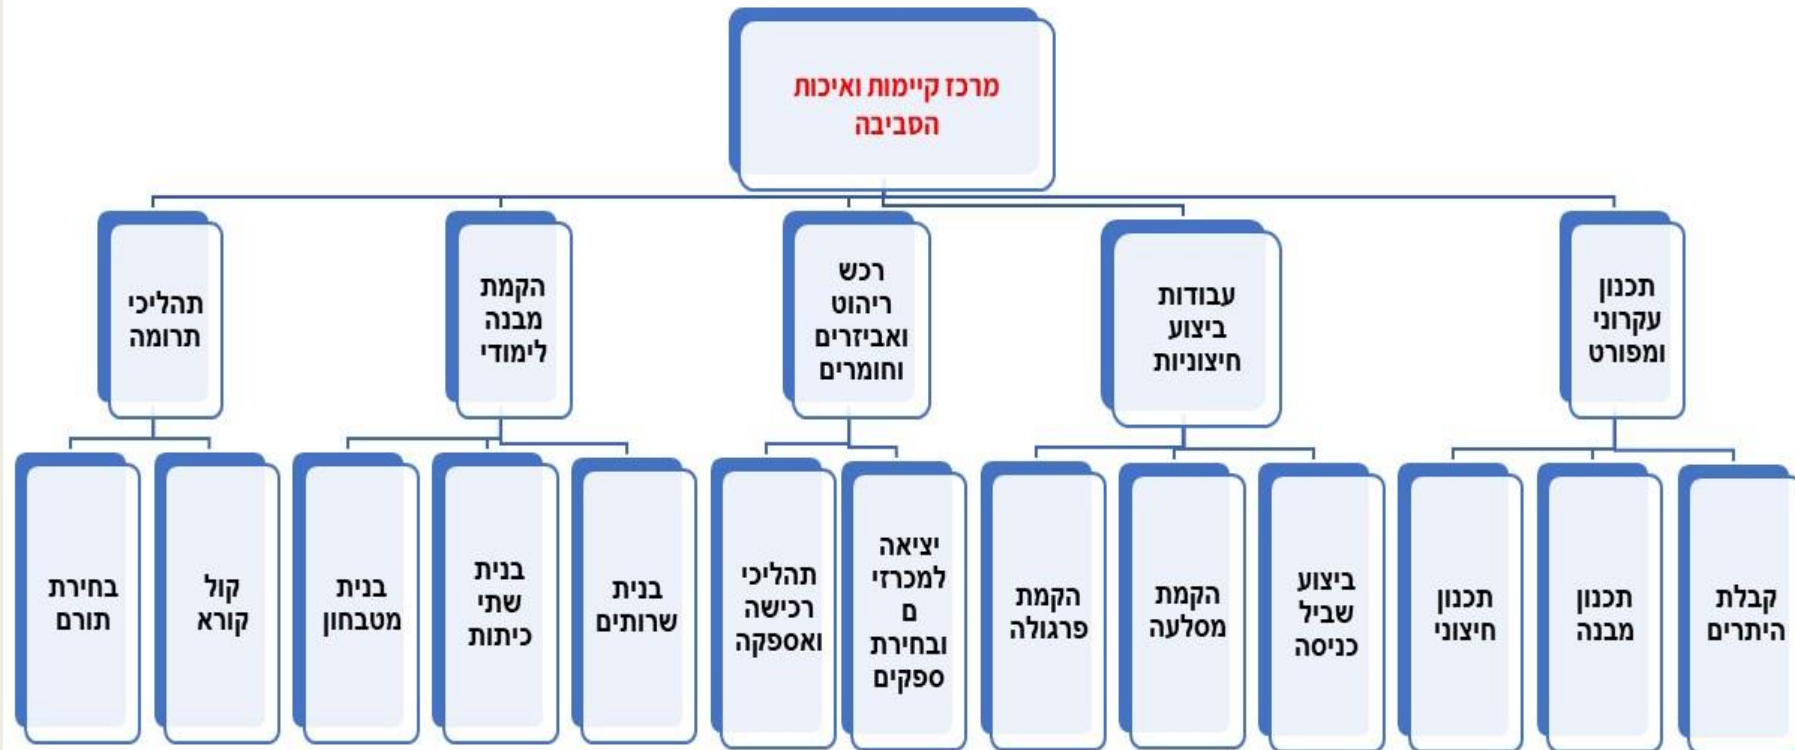 מרכז קיימות ואיכות
הסביבה
תכנון
עקרוני
ומפורט
עבודות
ביצוע
חיצוניות
רכש
ריהוט
ואביזרים
וחומרים
הקמת
מבנה
לימודי
תהליכי
תרומה
קבלת
היתרים
תכנון
מבנה
תכנון
חיצוני
ביצוע
שביל
כניסה
הקמת
מסלעה
הקמת
פרגולה
יציאה
למכרזי
ם
ובחירת
ספקים
תהליכי
רכישה
ואספקה
בנית
שרותים
בנית
שתי
כיתות
בנית
מטבחון
קול
קורא
בחירת
תורם